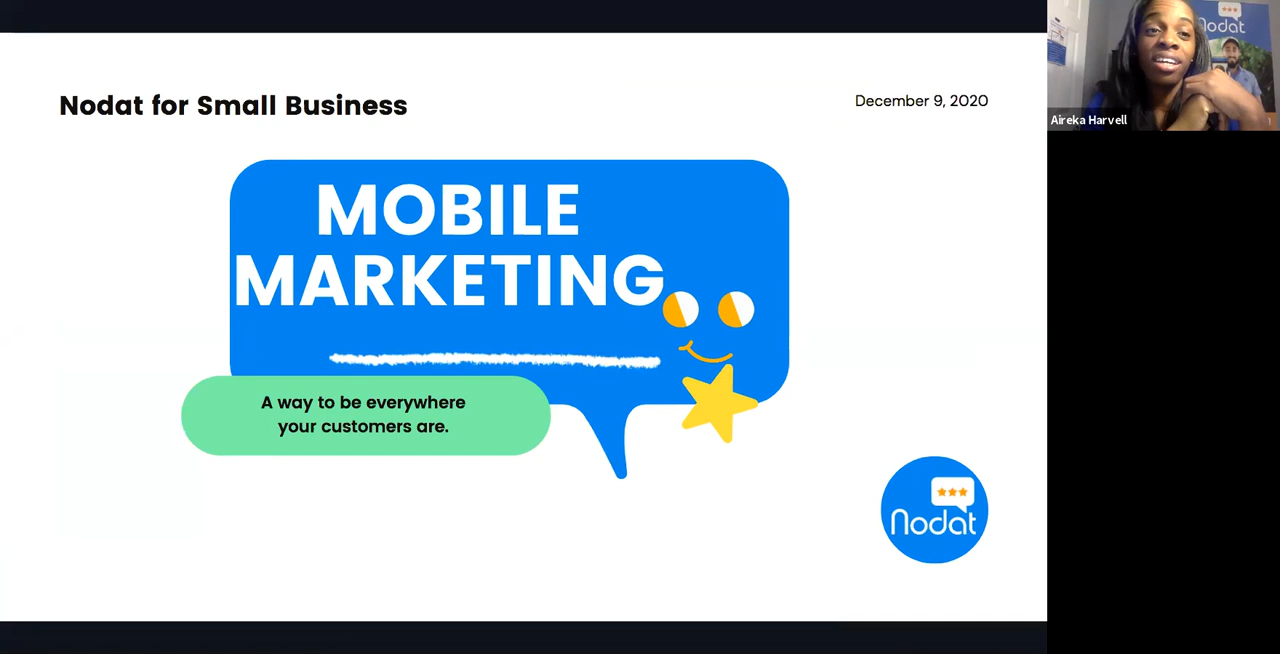 Nodat for Small Business
December 9, 2020
MOBILE
MARKETING
A way to be everywhere
your customers are.
Nodat
Nodat
Aireka Harvell